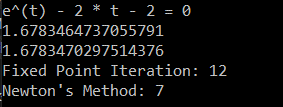 e^(t) - 2 * t - 2 = 0
1.6783464737055791
1.6783470297514376
Fixed Point Iteration: 12
Newton's Method: 7